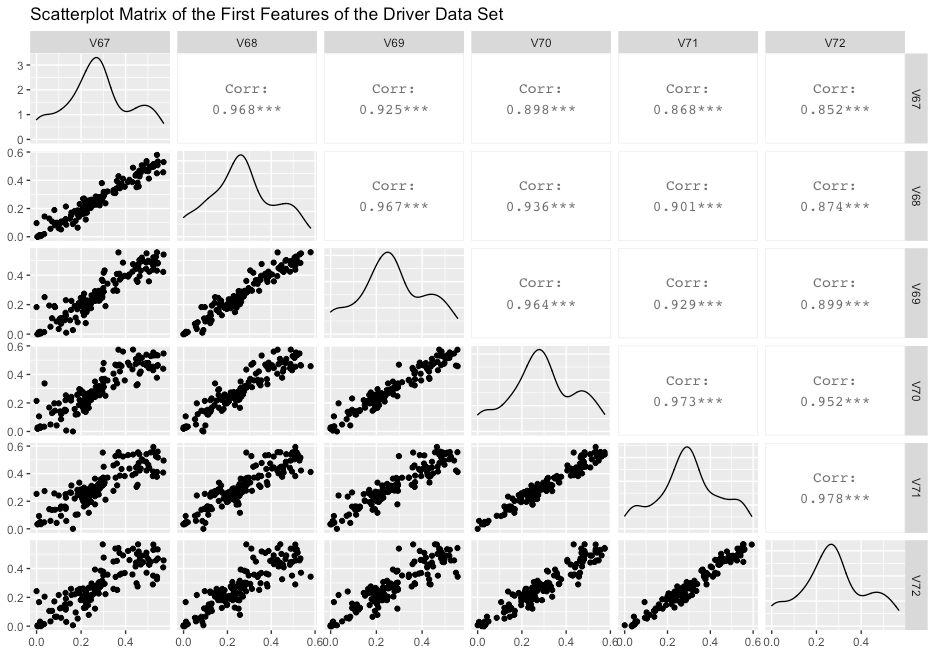 Scatterplot Matrix of the First Features of the Driver Data Set
V67 V68 V69 V70 V71 V72
3
2
1
0
Corr:
0.968***
Corr:
0.925***
Corr:
0.898***
Corr:
0.868***
Corr:
0.852***
V67
0.6
0.4
0.2
0.0
Corr:
0.967***
Corr:
0.936***
Corr:
0.901***
Corr:
0.874***
V68
0.4
0.2
0.0
Corr:
0.964***
Corr:
0.929***
Corr:
0.899***
V69
0.6
0.4
0.2
0.0
Corr:
0.973***
Corr:
0.952***
V70
0.6
0.4
0.2
0.0
Corr:
0.978***
V71
0.4
0.2
0.0
V72
0.0 0.2 0.4 0.0 0.2 0.4 0.6 0.0 0.2 0.4 0.0 0.2 0.4 0.6 0.0 0.2 0.4 0.6 0.0 0.2 0.4